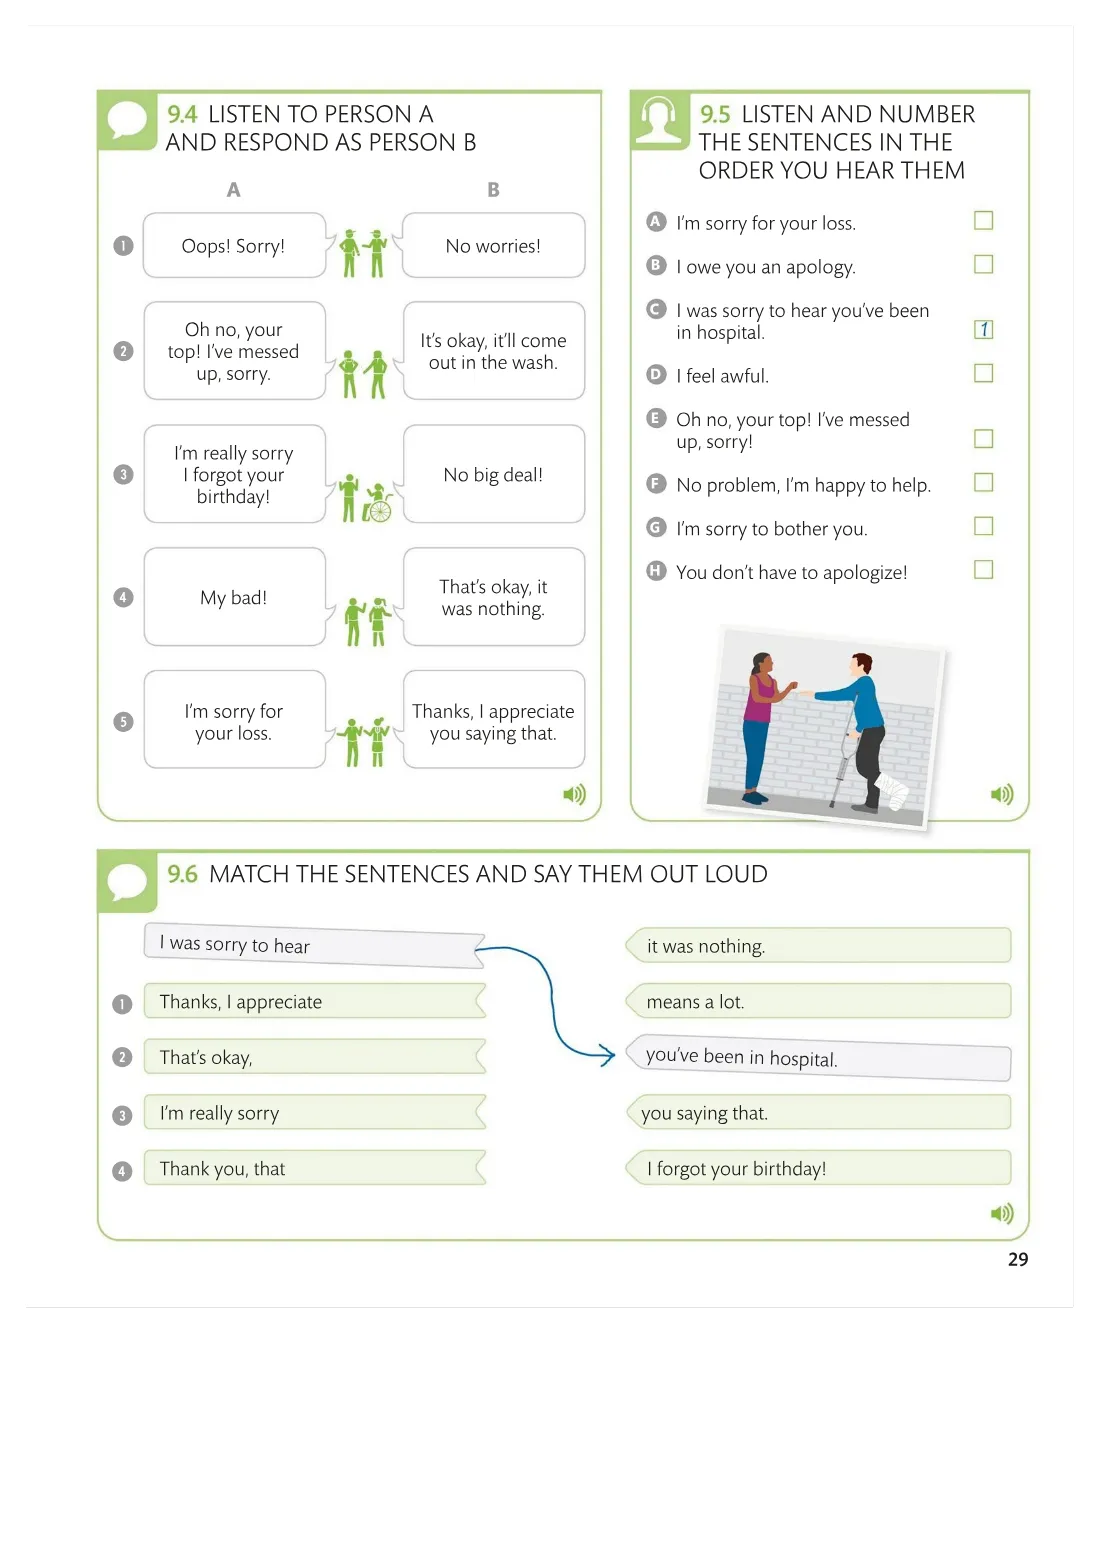 9.4 LISTEN TO PERSON A
AND RESPOND AS PERSON B
A
B
1
Oops! Sorry!
No worries!
2
Oh no, your
top! I've messed
up, sorry.
It's okay, it'll come
out in the wash.
3
I'm really sorry
I forgot your
birthday!
No big deal!
4
My bad!
That's okay, it
was nothing.
5
I'm sorry for
your loss.
Thanks, I appreciate
you saying that.
9.5 LISTEN AND NUMBER
THE SENTENCES IN THE
ORDER YOU HEAR THEM
A I'm sorry for your loss.
B I owe you an apology.
C I was sorry to hear you've been
in hospital. 1
D I feel awful.
E Oh no, your top! I've messed
up, sorry!
F No problem, I'm happy to help.
G I'm sorry to bother you.
H You don't have to apologize!
9.6 MATCH THE SENTENCES AND SAY THEM OUT LOUD
I was sorry to hear
it was nothing.
1 Thanks, I appreciate
means a lot.
2 That's okay,
you've been in hospital.
3 I'm really sorry
you saying that.
4 Thank you, that
I forgot your birthday!
29